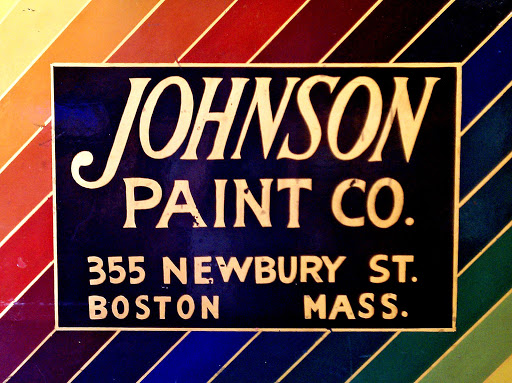 JOHNSON
PAINT CO.
355 NEWBURY ST.
BOSTON MASS.